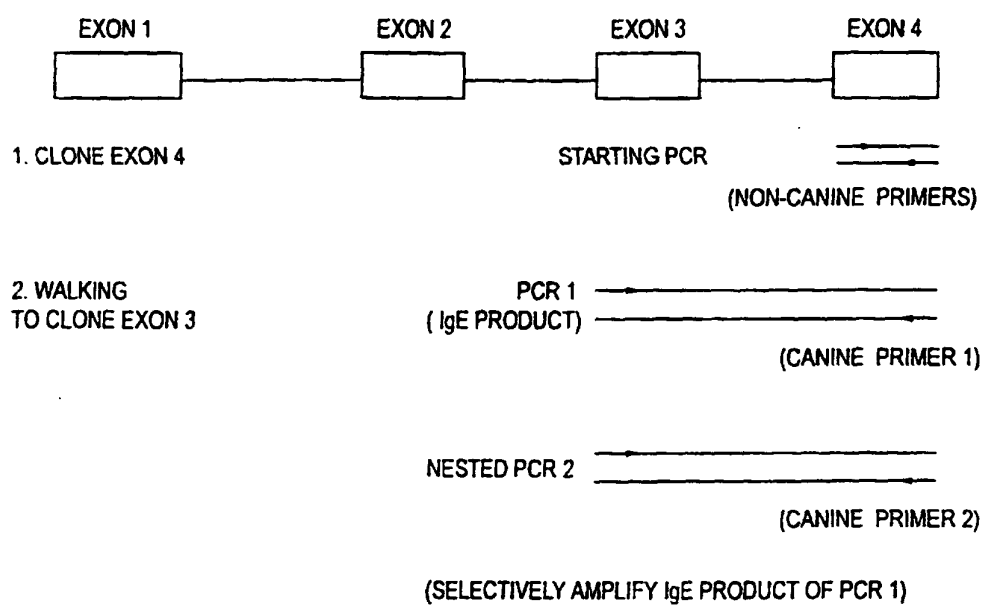 EXON 1 EXON 2 EXON 3 EXON 4
1. CLONE EXON 4 STARTING PCR
(NON-CANINE PRIMERS)
2. WALKING
TO CLONE EXON 3
PCR 1
( IgE PRODUCT)
(CANINE PRIMER 1)
NESTED PCR 2
(CANINE PRIMER 2)
(SELECTIVELY AMPLIFY IgE PRODUCT OF PCR 1)